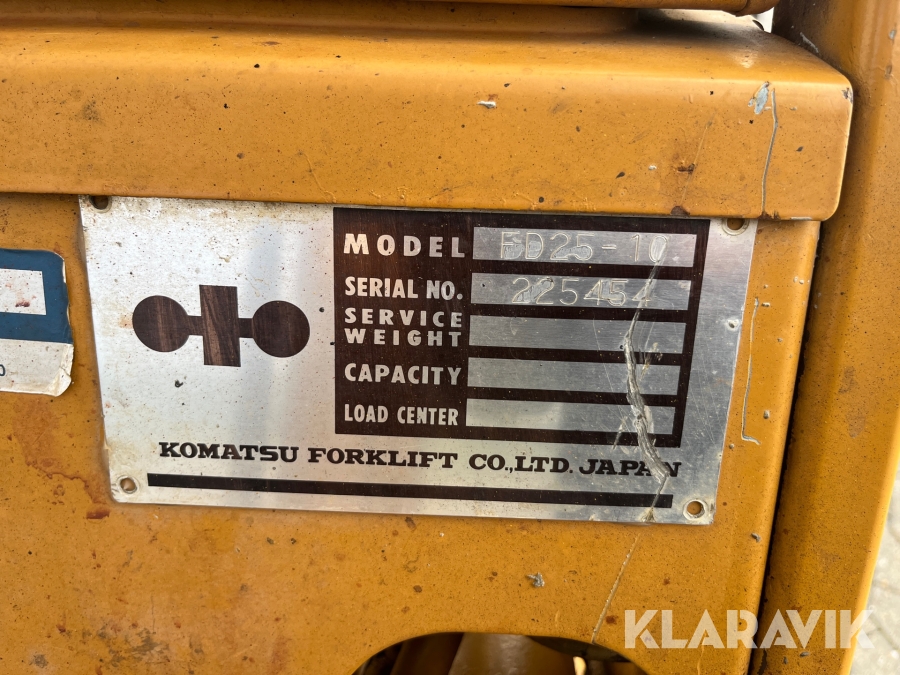 MODEL FD25-10
SERIAL NO. 225454
SERVICE WEIGHT
CAPACITY
LOAD CENTER
KOMATSU FORKLIFT CO.,LTD. JAPAN
KLARAVIK